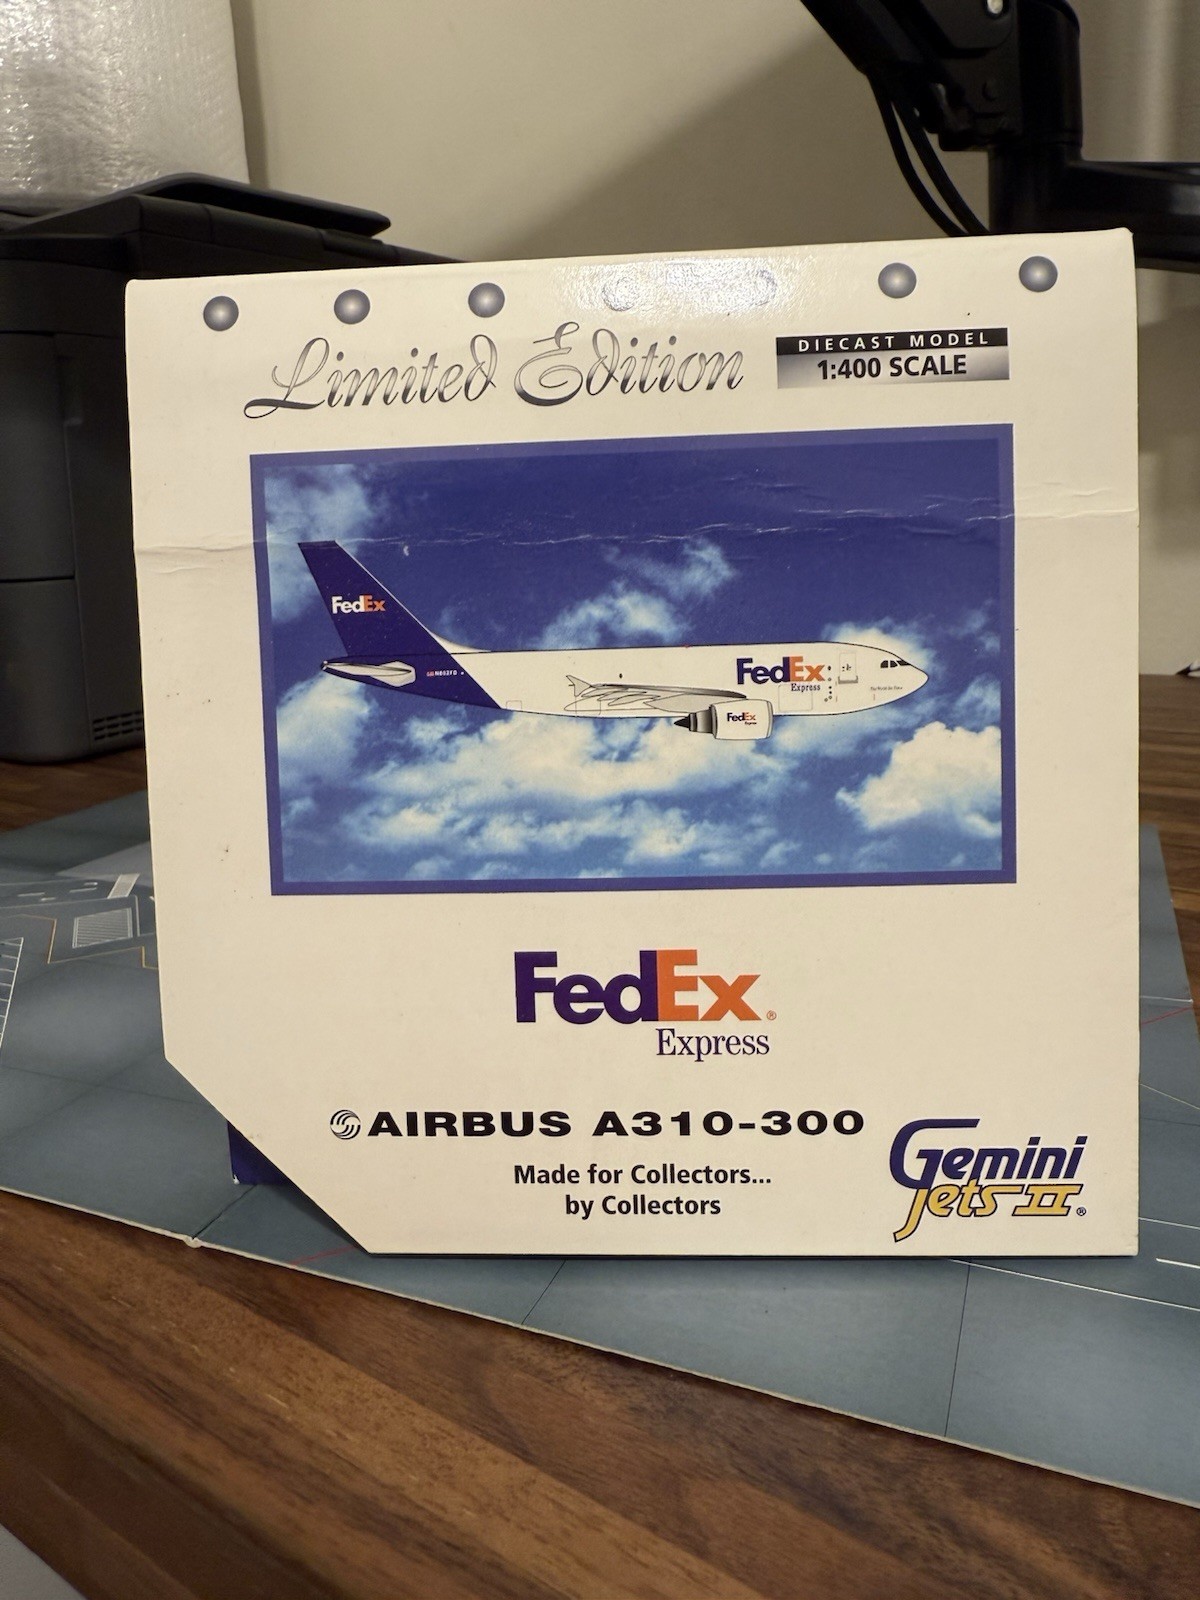 Limited Edition
DIECAST MODEL
1:400 SCALE
FedEx
FedEx
Express
FedEx
Express
FedEx®
Express
AIRBUS A310-300
Made for Collectors...
by Collectors
Gemini
Jets II®